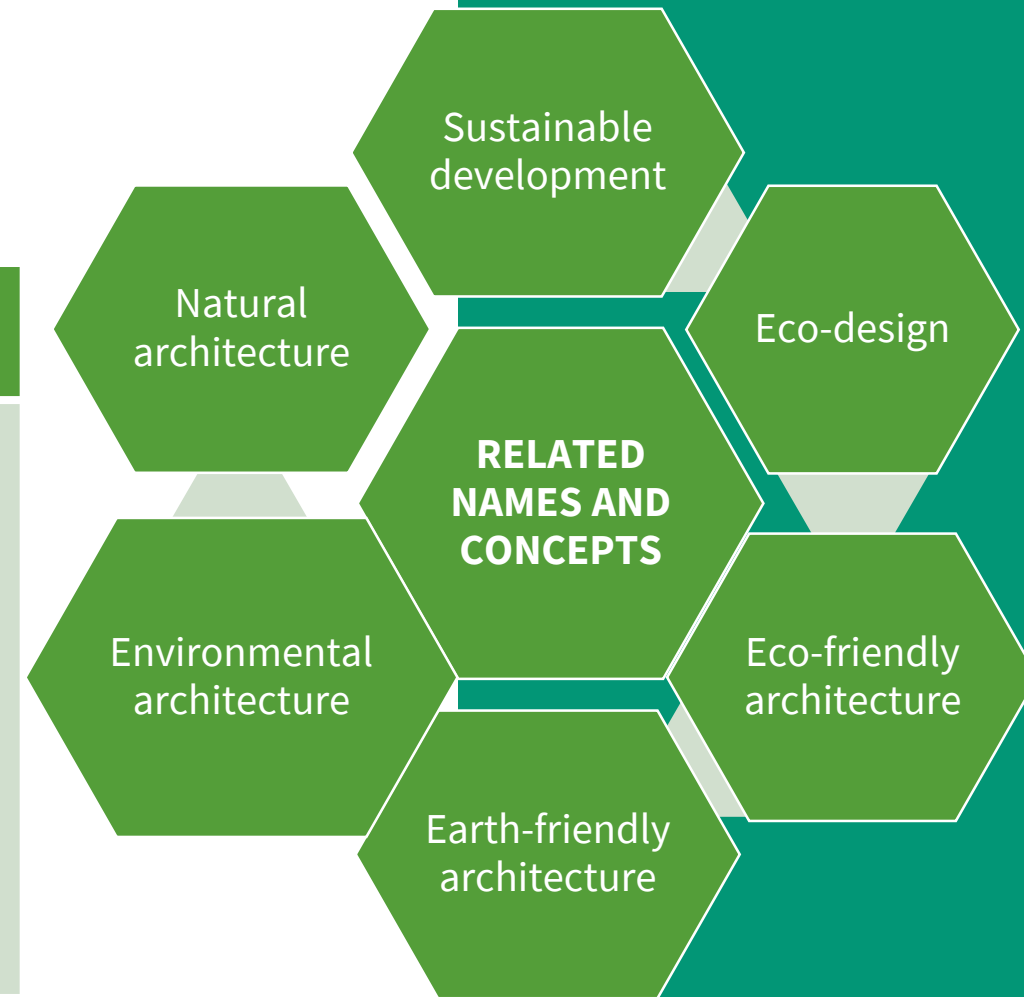 Sustainable
development
Natural
architecture
Eco-design
RELATED
NAMES AND
CONCEPTS
Environmental
architecture
Eco-friendly
architecture
Earth-friendly
architecture